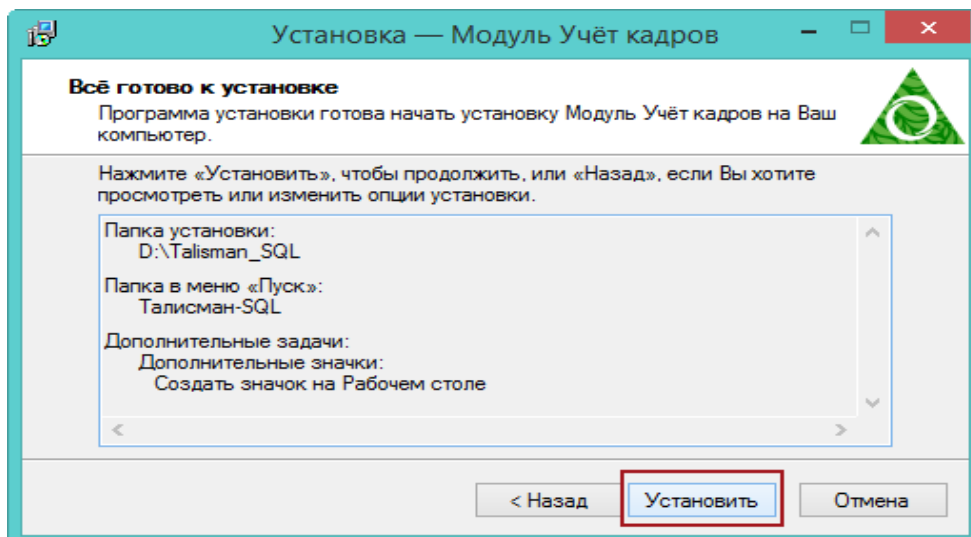 Установка — Модуль Учёт кадров
Всё готово к установке
Программа установки готова начать установку Модуль Учёт кадров на Ваш
компьютер.
Нажмите «Установить», чтобы продолжить, или «Назад», если Вы хотите
просмотреть или изменить опции установки.
Папка установки:
D:\Talisman_SQL
Папка в меню «Пуск»:
Талисман-SQL
Дополнительные задачи:
Дополнительные значки:
Создать значок на Рабочем столе
< Назад
Установить
Отмена